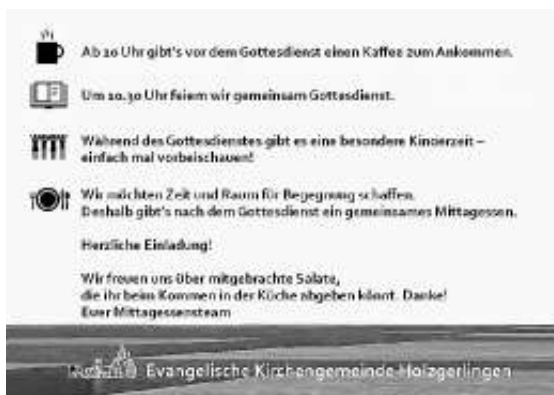 Ab 10 Uhr gibt's vor dem Gottesdienst einen Kaffee zum Ankommen.
Um 10.30 Uhr feiern wir gemeinsam Gottesdienst.
Während des Gottesdienstes gibt es eine besondere Kinderzeit –
einfach mal vorbeischauen!
Wir möchten Zeit und Raum für Begegnung schaffen.
Deshalb gibt's nach dem Gottesdienst ein gemeinsames Mittagessen.
Herzliche Einladung!
Wir freuen uns über mitgebrachte Salate,
die ihr beim Kommen in der Küche abgeben könnt. Danke!
Euer Mittagessensteam
Evangelische Kirchengemeinde Holzgerlingen